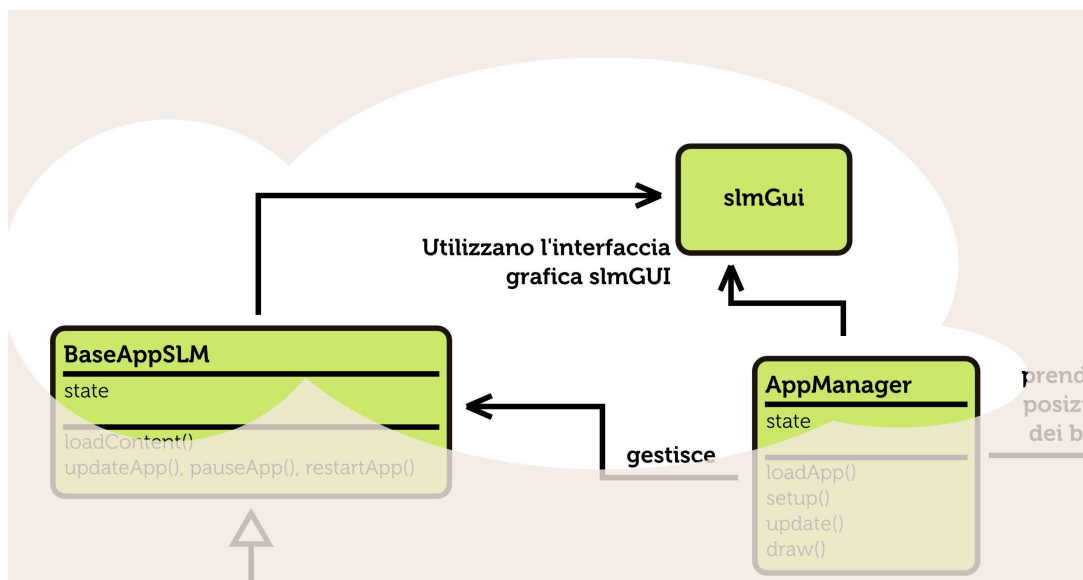 slmGui
Utilizzano l'interfaccia
grafica slmGUI
BaseAppSLM
state
loadContent()
updateApp(), pauseApp(), restartApp()
gestisce
AppManager
state
loadApp()
setup()
update()
draw()
prend
posiz
dei b